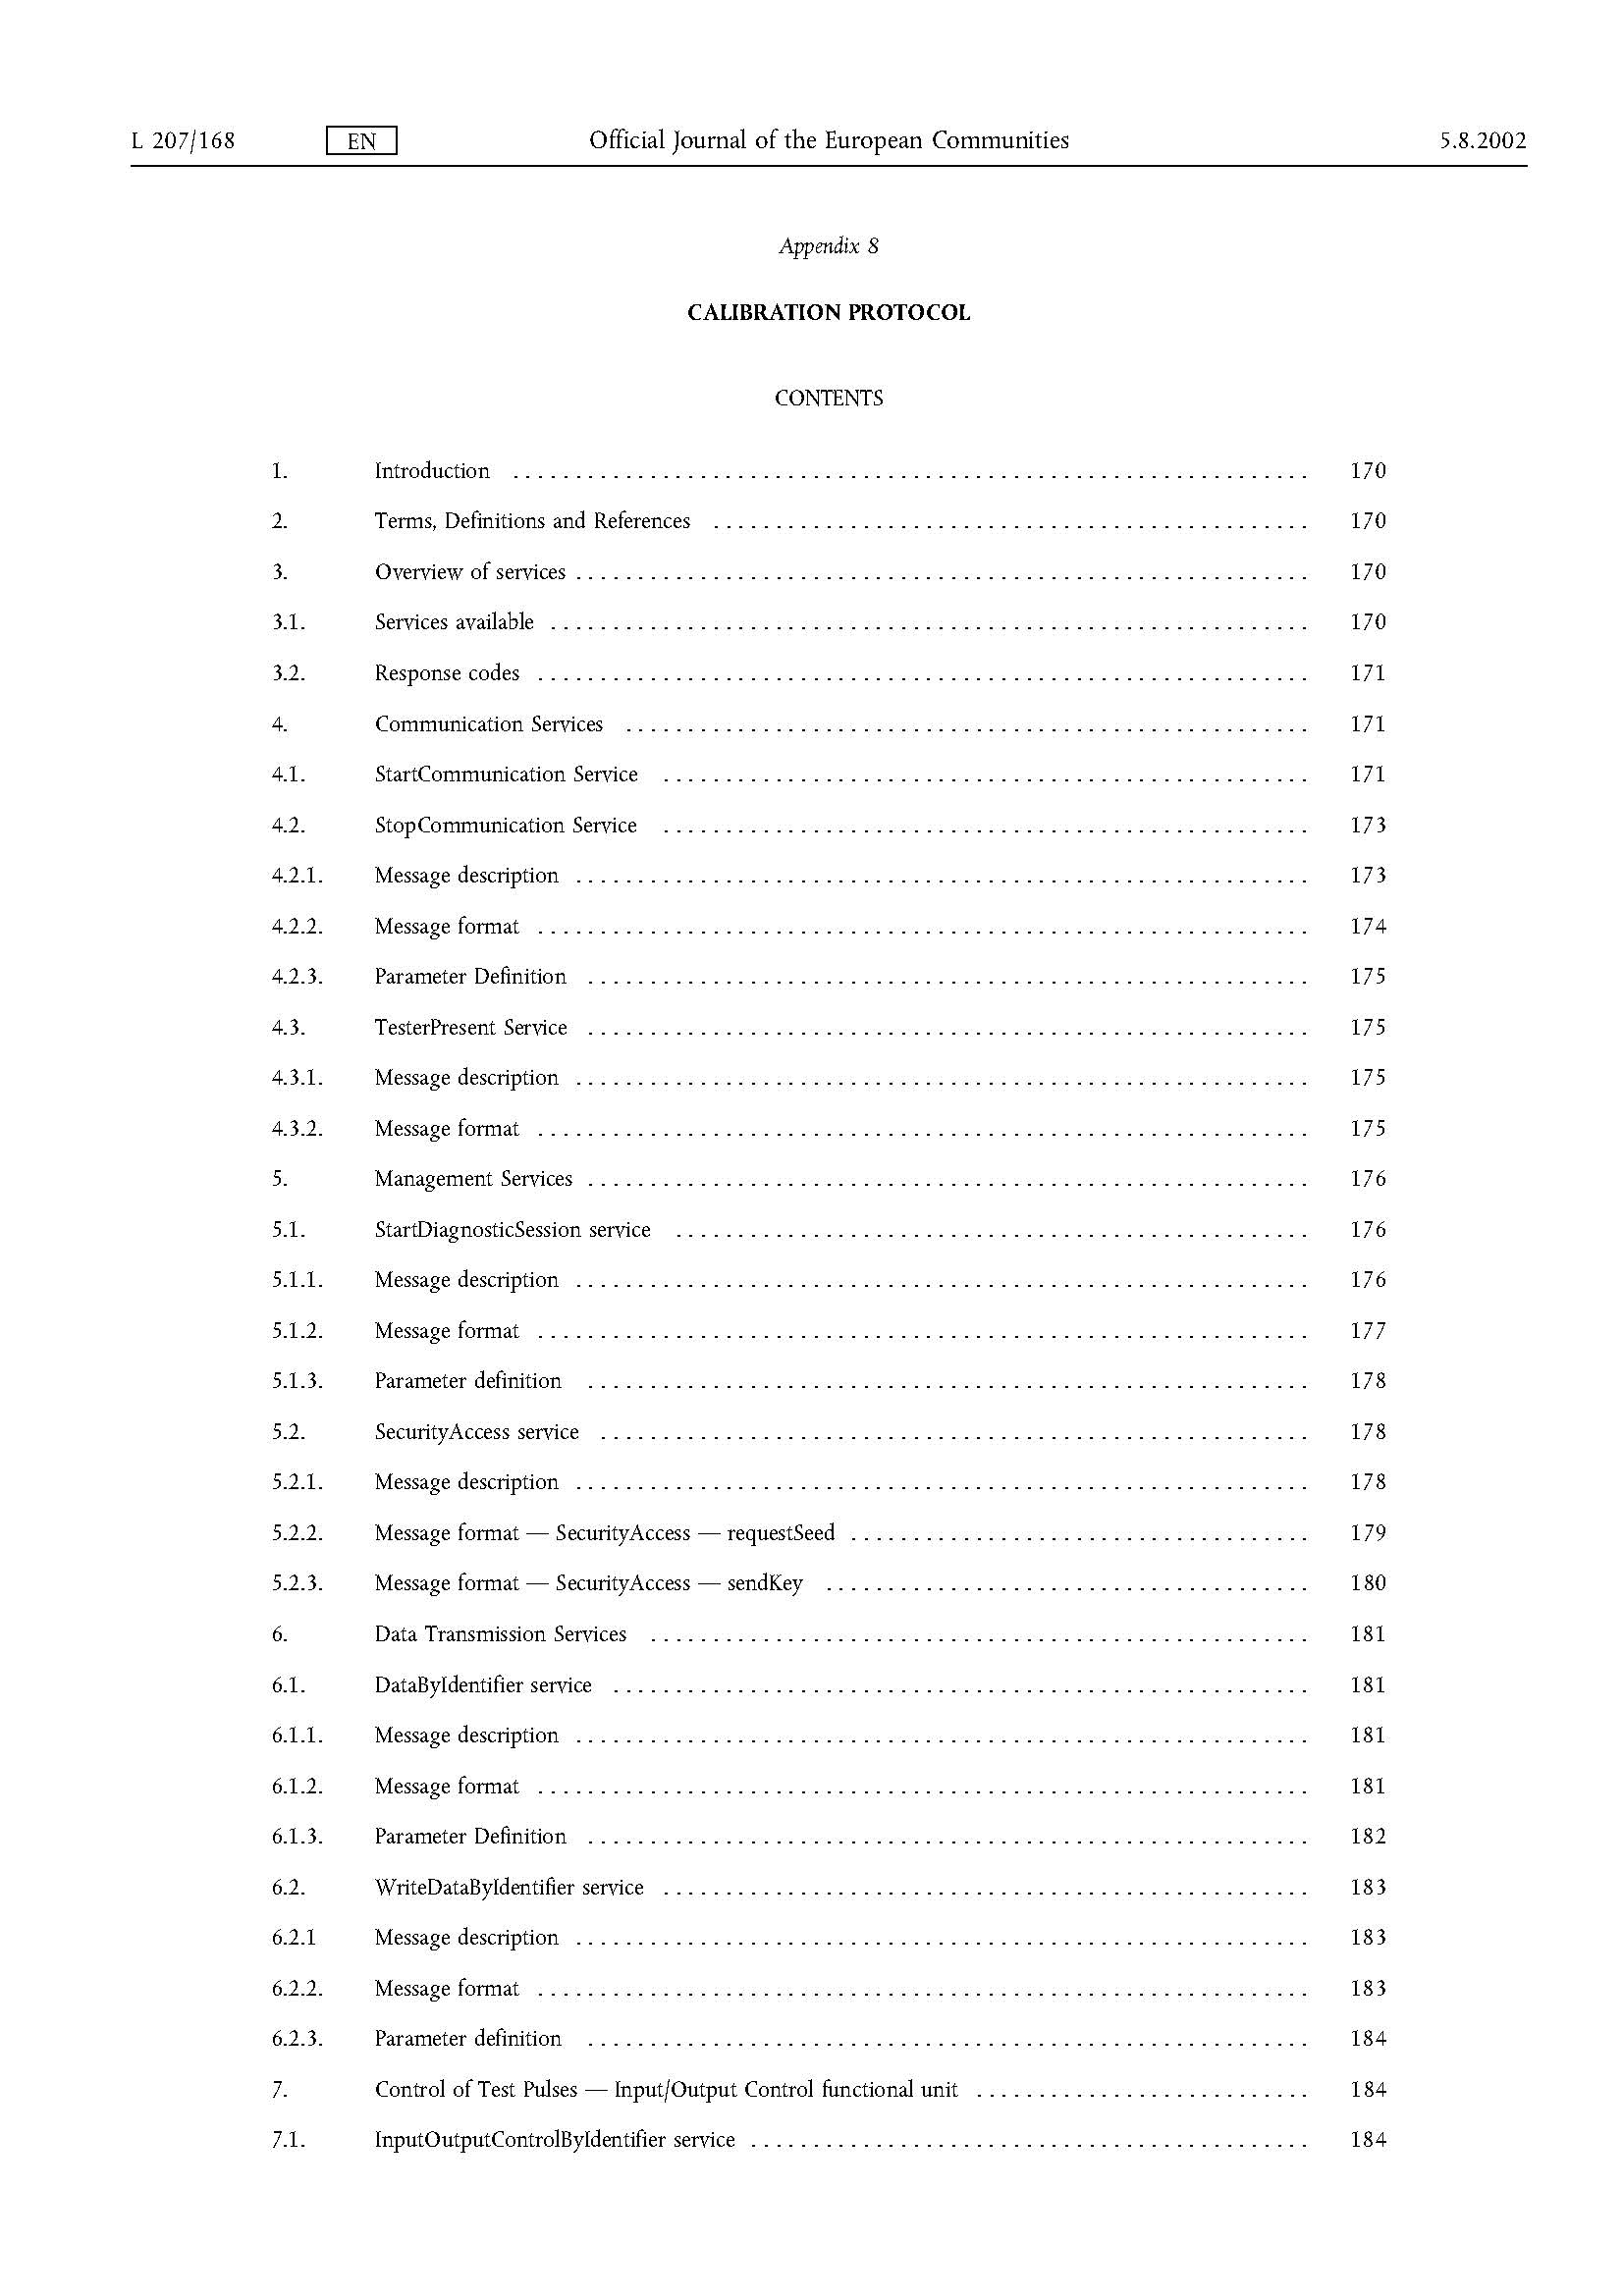 L 207/168 EN Official Journal of the European Communities 5.8.2002
Appendix 8
CALIBRATION PROTOCOL
CONTENTS
1. Introduction 170
2. Terms, Definitions and References 170
3. Overview of services 170
3.1. Services available 170
3.2. Response codes 171
4. Communication Services 171
4.1. StartCommunication Service 171
4.2. StopCommunication Service 173
4.2.1. Message description 173
4.2.2. Message format 174
4.2.3. Parameter Definition 175
4.3. TesterPresent Service 175
4.3.1. Message description 175
4.3.2. Message format 175
5. Management Services 176
5.1. StartDiagnosticSession service 176
5.1.1. Message description 176
5.1.2. Message format 177
5.1.3. Parameter definition 178
5.2. SecurityAccess service 178
5.2.1. Message description 178
5.2.2. Message format — SecurityAccess — requestSeed 179
5.2.3. Message format — SecurityAccess — sendKey 180
6. Data Transmission Services 181
6.1. DataByIdentifier service 181
6.1.1. Message description 181
6.1.2. Message format 181
6.1.3. Parameter Definition 182
6.2. WriteDataByIdentifier service 183
6.2.1 Message description 183
6.2.2. Message format 183
6.2.3. Parameter definition 184
7. Control of Test Pulses — Input/Output Control functional unit 184
7.1. InputOutputControlByIdentifier service 184